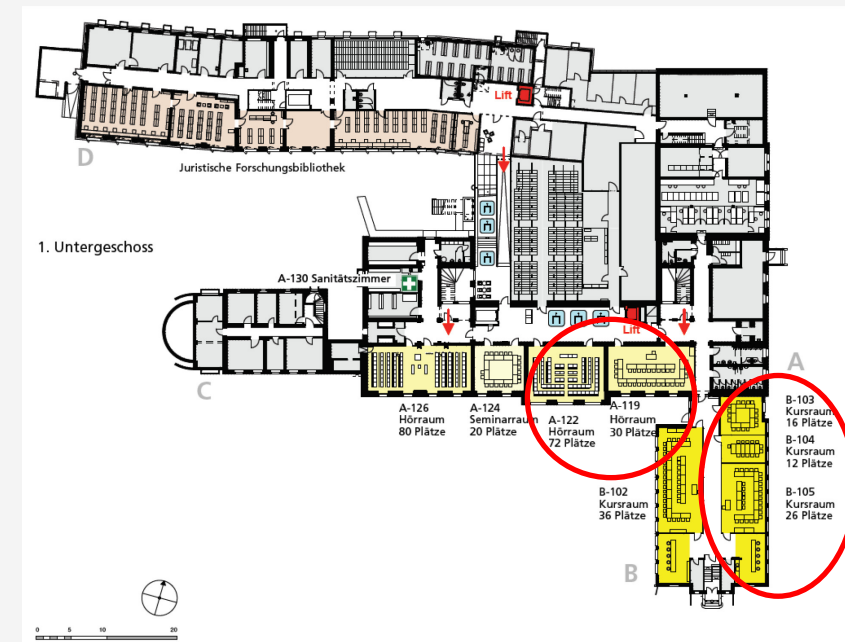 Lift
D
Juristische Forschungsbibliothek
1. Untergeschoss
A-130 Sanitätszimmer
Lift
C
A
A-126
Hörraum
80 Plätze
A-124
Seminarraum
20 Plätze
A-122
Hörraum
72 Plätze
A-119
Hörraum
30 Plätze
B-103
Kursraum
16 Plätze
B-104
Kursraum
12 Plätze
B-105
Kursraum
26 Plätze
B-102
Kursraum
36 Plätze
B
0 5 10 20